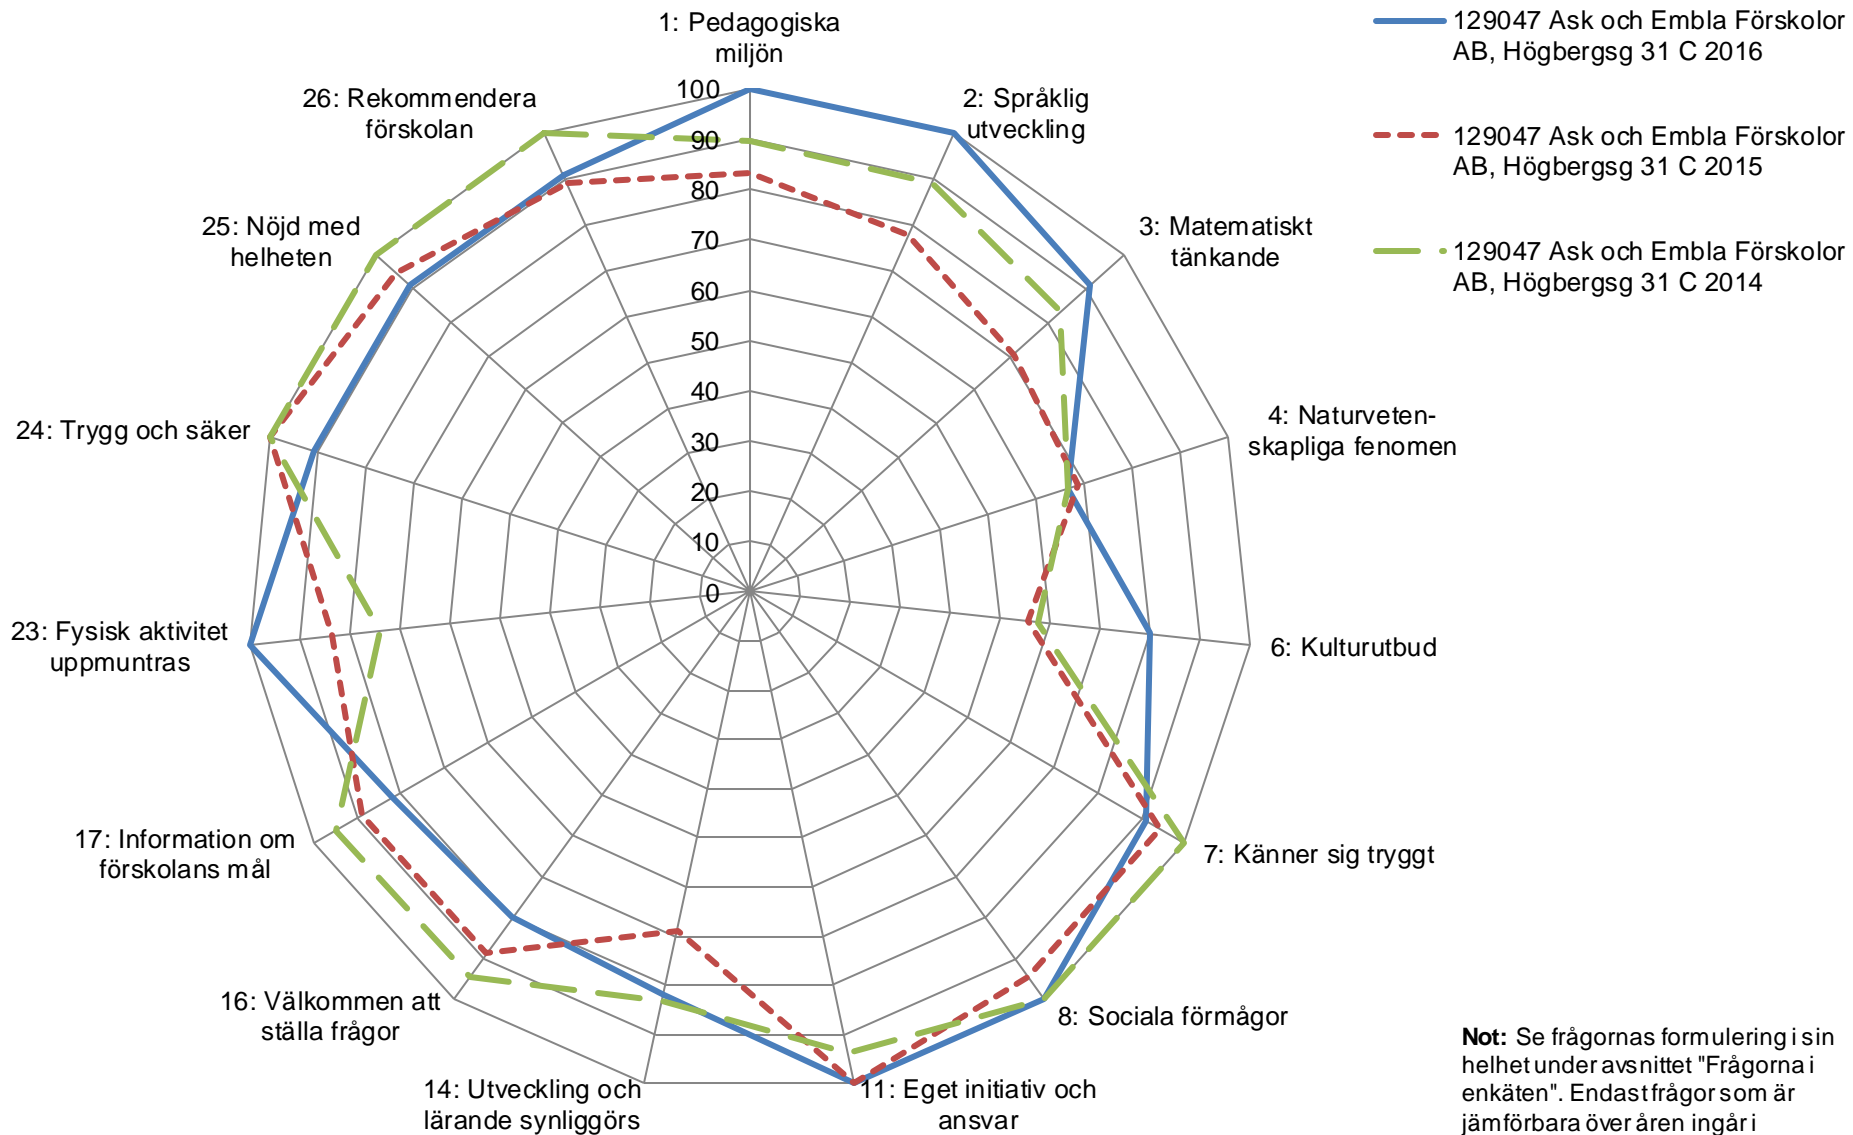 1: Pedagogiska
miljön
2: Språklig
utveckling
3: Matematiskt
tänkande
4: Naturveten-
skapliga fenomen
6: Kulturutbud
7: Känner sig tryggt
8: Sociala förmågor
11: Eget initiativ och
ansvar
14: Utveckling och
lärande synliggörs
16: Välkommen att
ställa frågor
17: Information om
förskolans mål
23: Fysisk aktivitet
uppmuntras
24: Trygg och säker
25: Nöjd med
helheten
26: Rekommendera
förskolan
100
90
80
70
60
50
40
30
20
10
0
129047 Ask och Embla Förskolor
AB, Högbergsg 31 C 2016
129047 Ask och Embla Förskolor
AB, Högbergsg 31 C 2015
129047 Ask och Embla Förskolor
AB, Högbergsg 31 C 2014
Not: Se frågornas formulering i sin
helhet under avsnittet "Frågorna i
enkäten". Endast frågor som är
jämförbara över åren ingår i